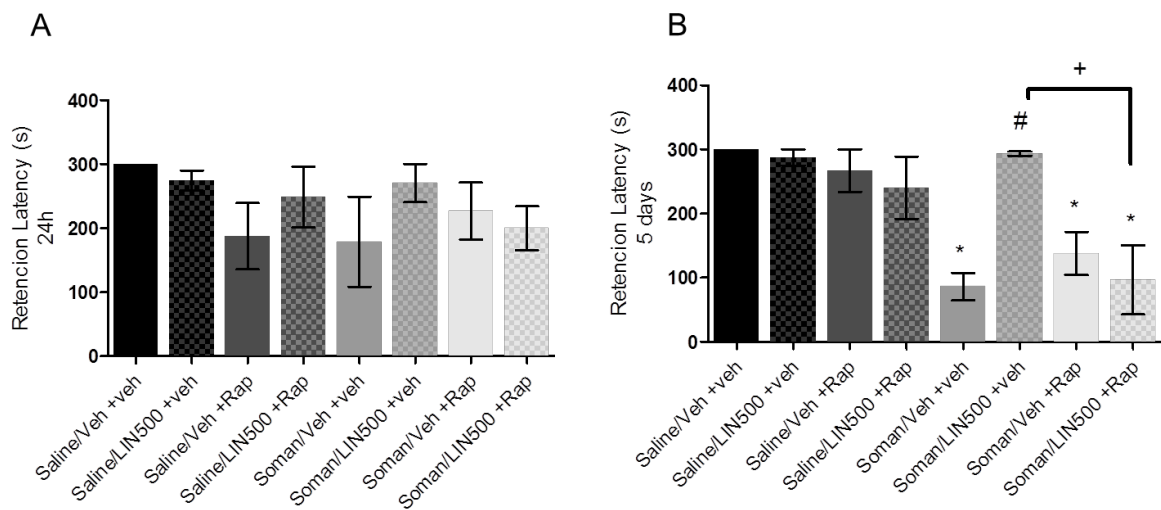 A
Retencion Latency (s)
24h
400
300
200
100
0
Saline/Veh +veh
Saline/LIN500 +veh
Saline/Veh +Rap
Saline/LIN500 +Rap
Soman/Veh +veh
Soman/LIN500 +veh
Soman/Veh +Rap
Soman/LIN500 +Rap
B
Retencion Latency (s)
5 days
400
300
200
100
0
+
#
*
*
*
Saline/Veh +veh
Saline/LIN500 +veh
Saline/Veh +Rap
Saline/LIN500 +Rap
Soman/Veh +veh
Soman/LIN500 +veh
Soman/Veh +Rap
Soman/LIN500 +Rap